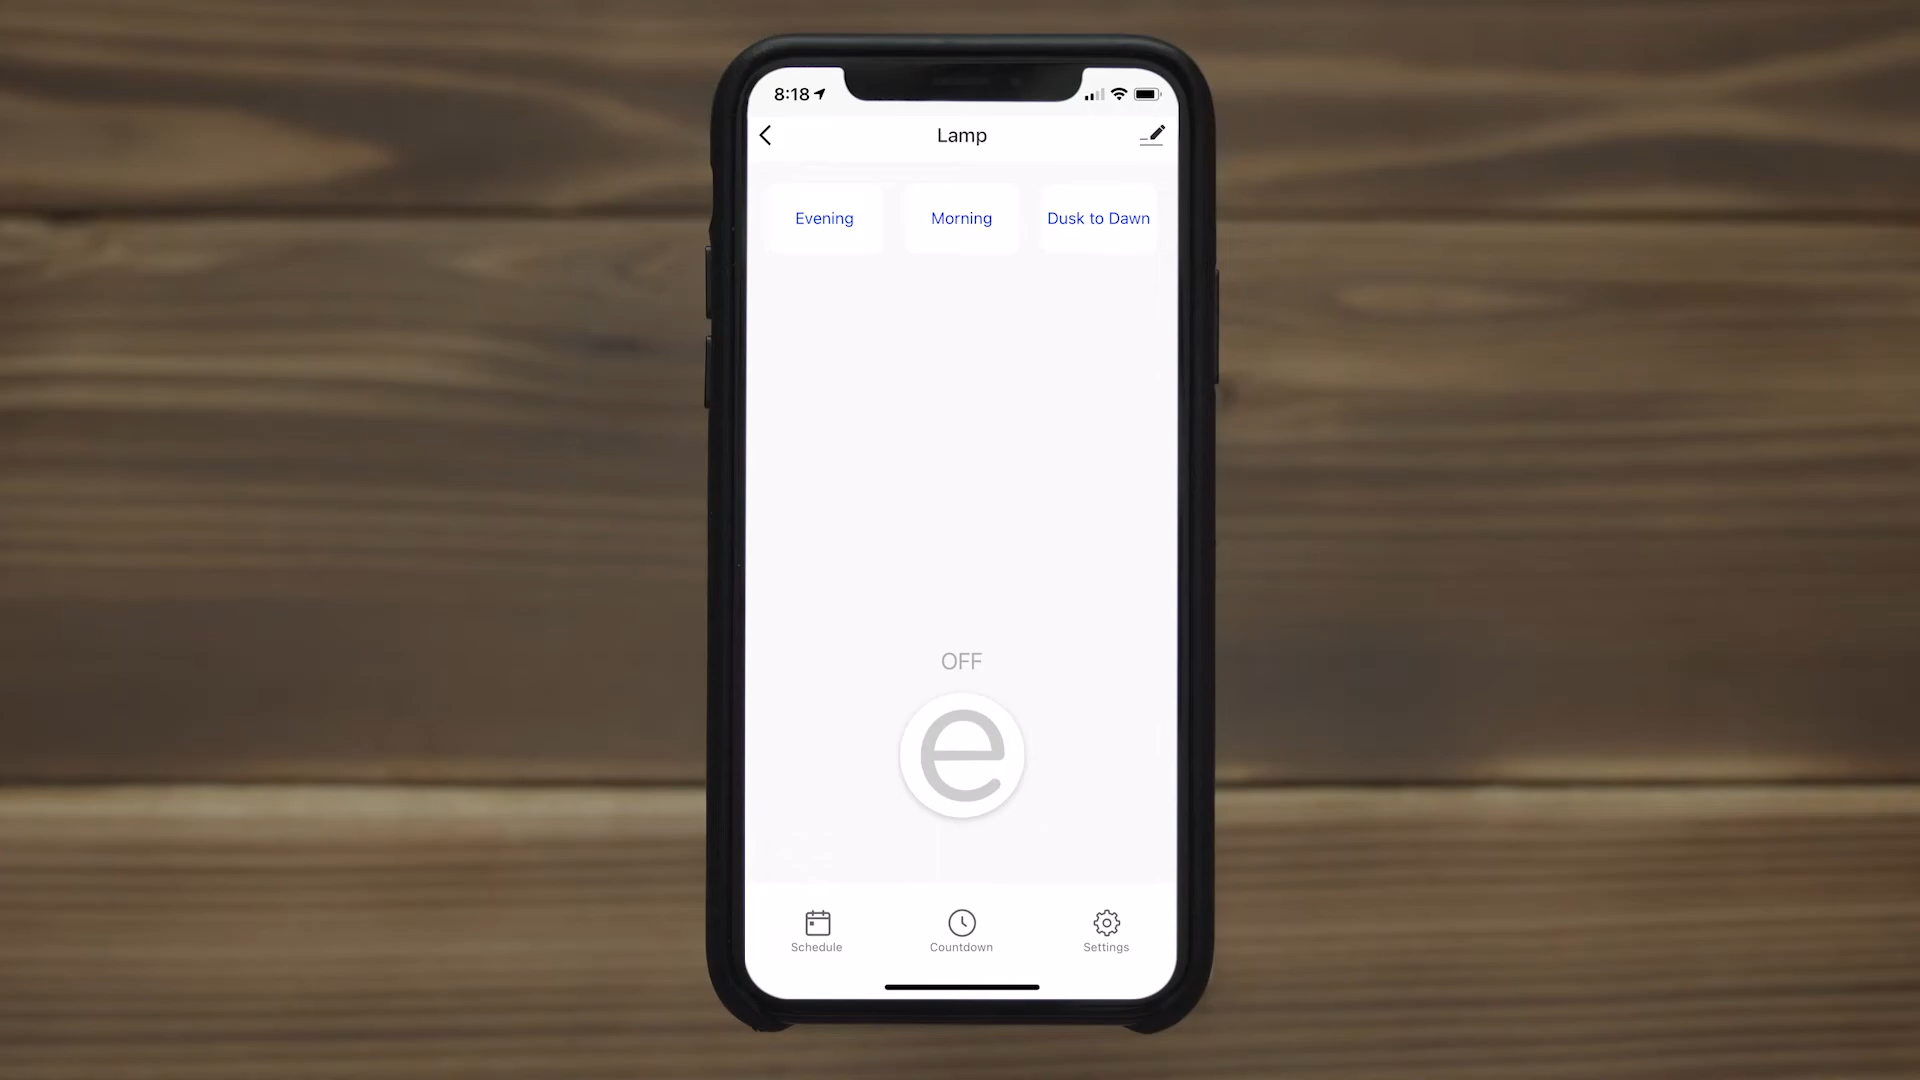 8:18
Lamp
Evening
Morning
Dusk to Dawn
OFF
e
Schedule
Countdown
Settings